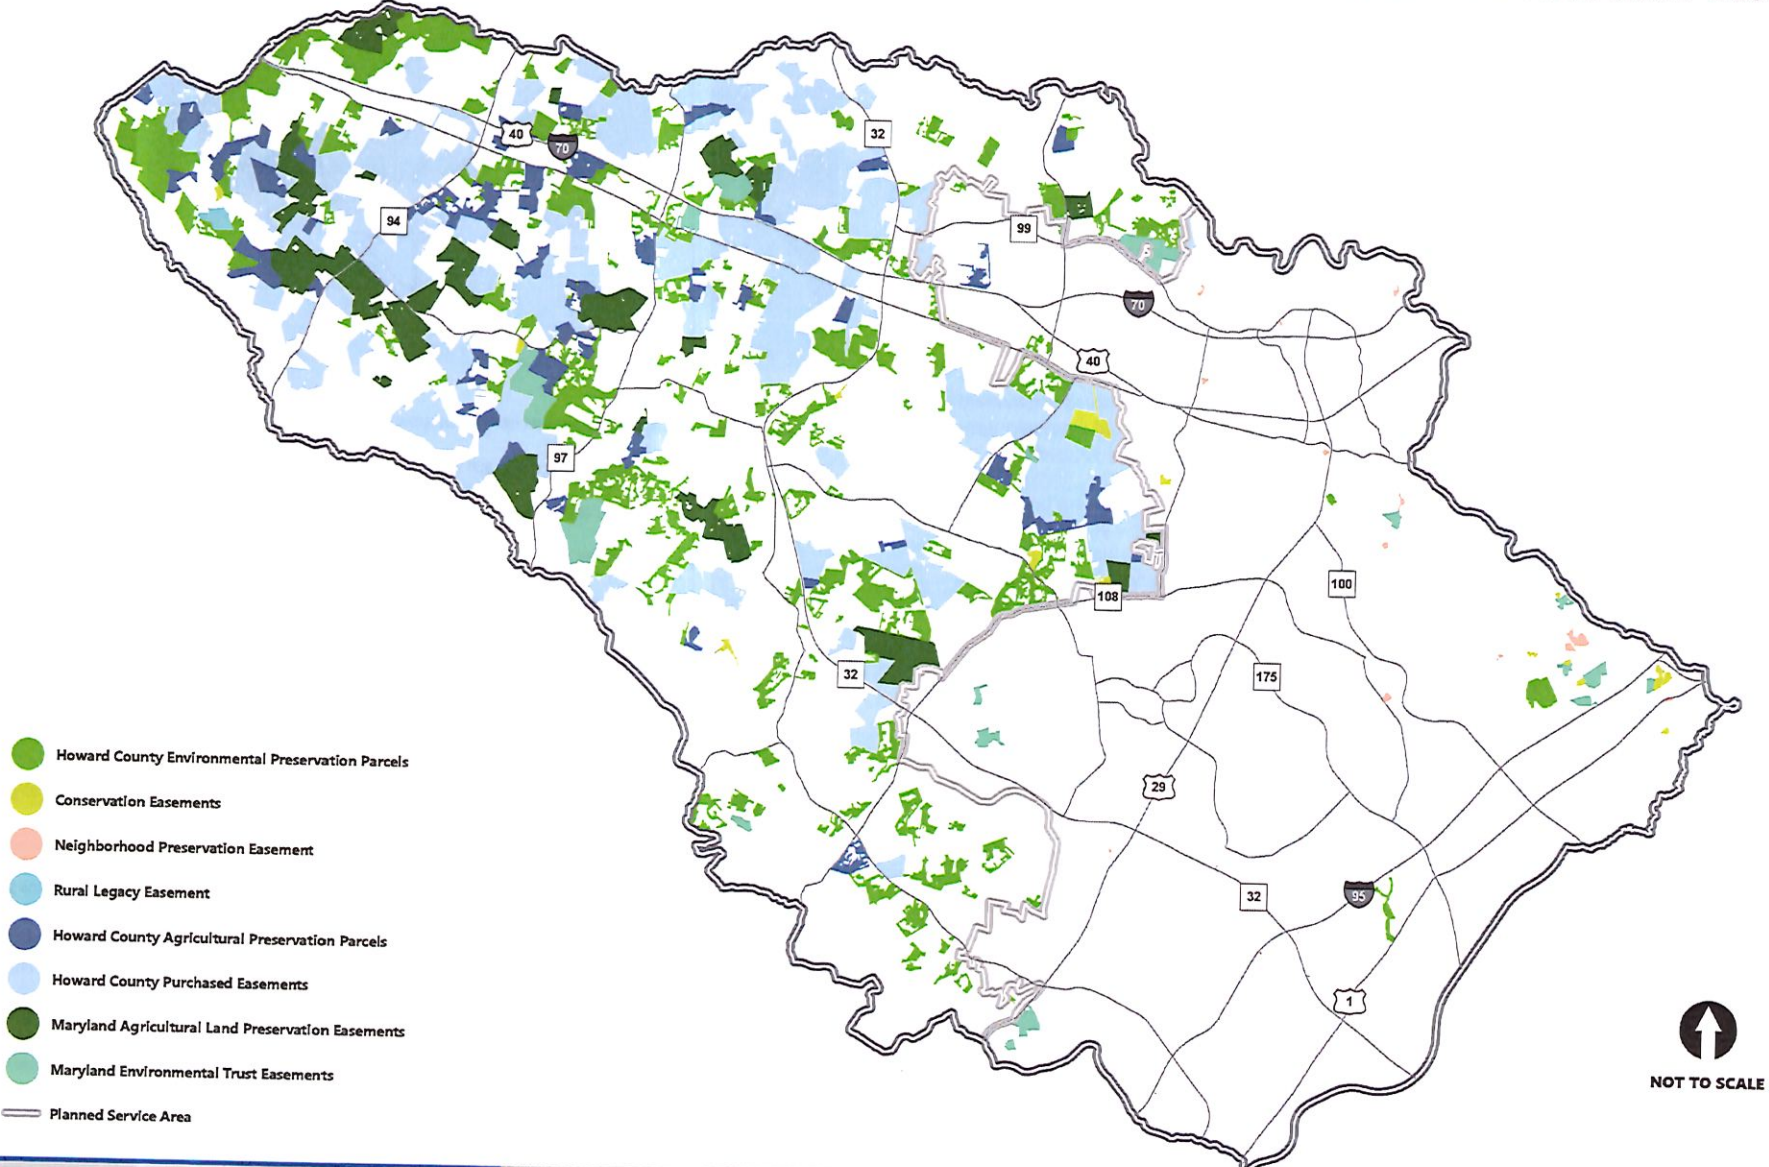 40
70
32
94
99
70
40
97
108
100
32
175
29
32
95
1
Howard County Environmental Preservation Parcels
Conservation Easements
Neighborhood Preservation Easement
Rural Legacy Easement
Howard County Agricultural Preservation Parcels
Howard County Purchased Easements
Maryland Agricultural Land Preservation Easements
Maryland Environmental Trust Easements
Planned Service Area
NOT TO SCALE